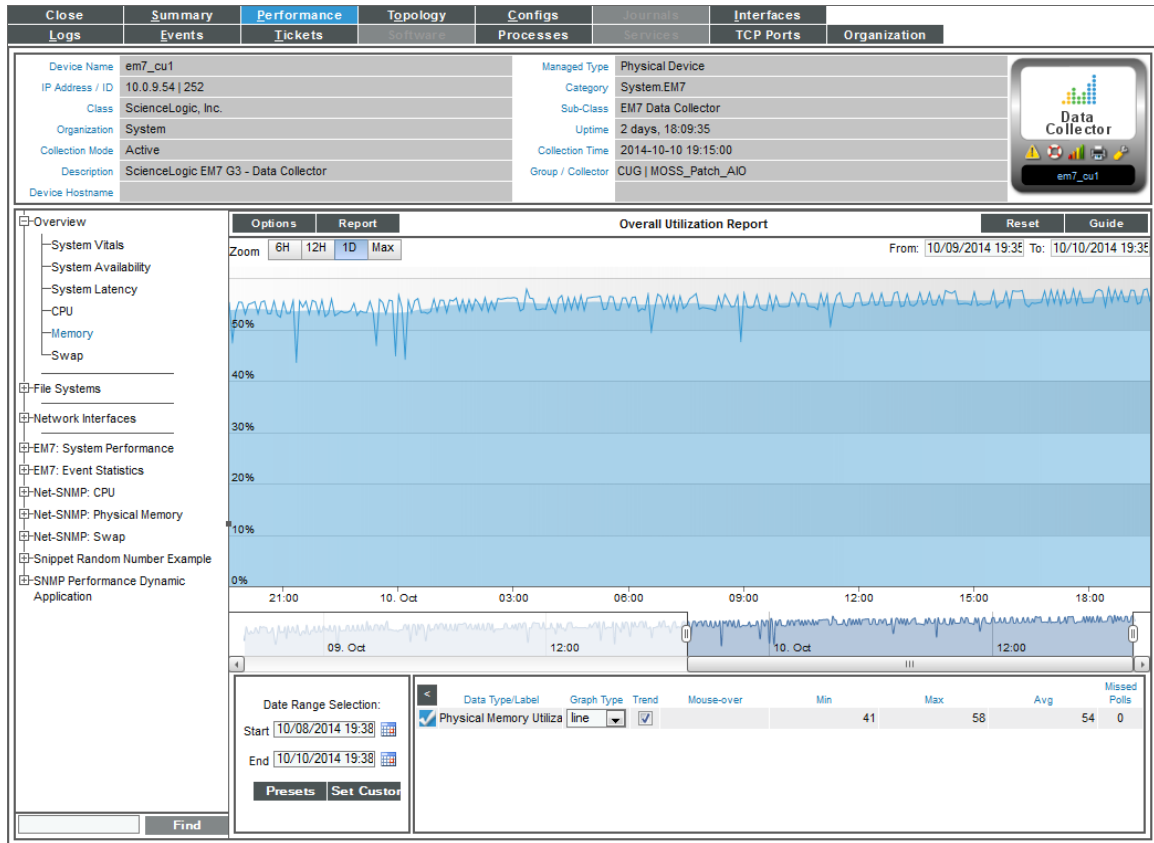 Close Summary Performance Topology Configs Journals Interfaces
Logs Events Tickets Software Processes Services TCP Ports Organization
Device Name em7_cu1 Managed Type Physical Device
IP Address / ID 10.0.9.54 | 252 Category System.EM7
Class ScienceLogic, Inc. Sub-Class EM7 Data Collector
Organization System Uptime 2 days, 18:09:35
Collection Mode Active Collection Time 2014-10-10 19:15:00
Description ScienceLogic EM7 G3 - Data Collector Group / Collector CUG | MOSS_Patch_AIO
Device Hostname
Data
Collector
em7_cu1
Overview
System Vitals
System Availability
System Latency
CPU
Memory
Swap
File Systems
Network Interfaces
EM7: System Performance
EM7: Event Statistics
Net-SNMP: CPU
Net-SNMP: Physical Memory
Net-SNMP: Swap
Snippet Random Number Example
SNMP Performance Dynamic
Application
Find
Options Report Overall Utilization Report Reset Guide
Zoom 6H 12H 1D Max From: 10/09/2014 19:35 To: 10/10/2014 19:35
50%
40%
30%
20%
10%
0%
21:00 10. Oct 03:00 06:00 09:00 12:00 15:00 18:00
09. Oct 12:00 10. Oct 12:00
Date Range Selection:
Start 10/08/2014 19:38
End 10/10/2014 19:38
Presets Set Custor
< Data Type/Label Graph Type Trend Mouse-over Min Max Avg Missed Polls
Physical Memory Utiliza line 41 58 54 0